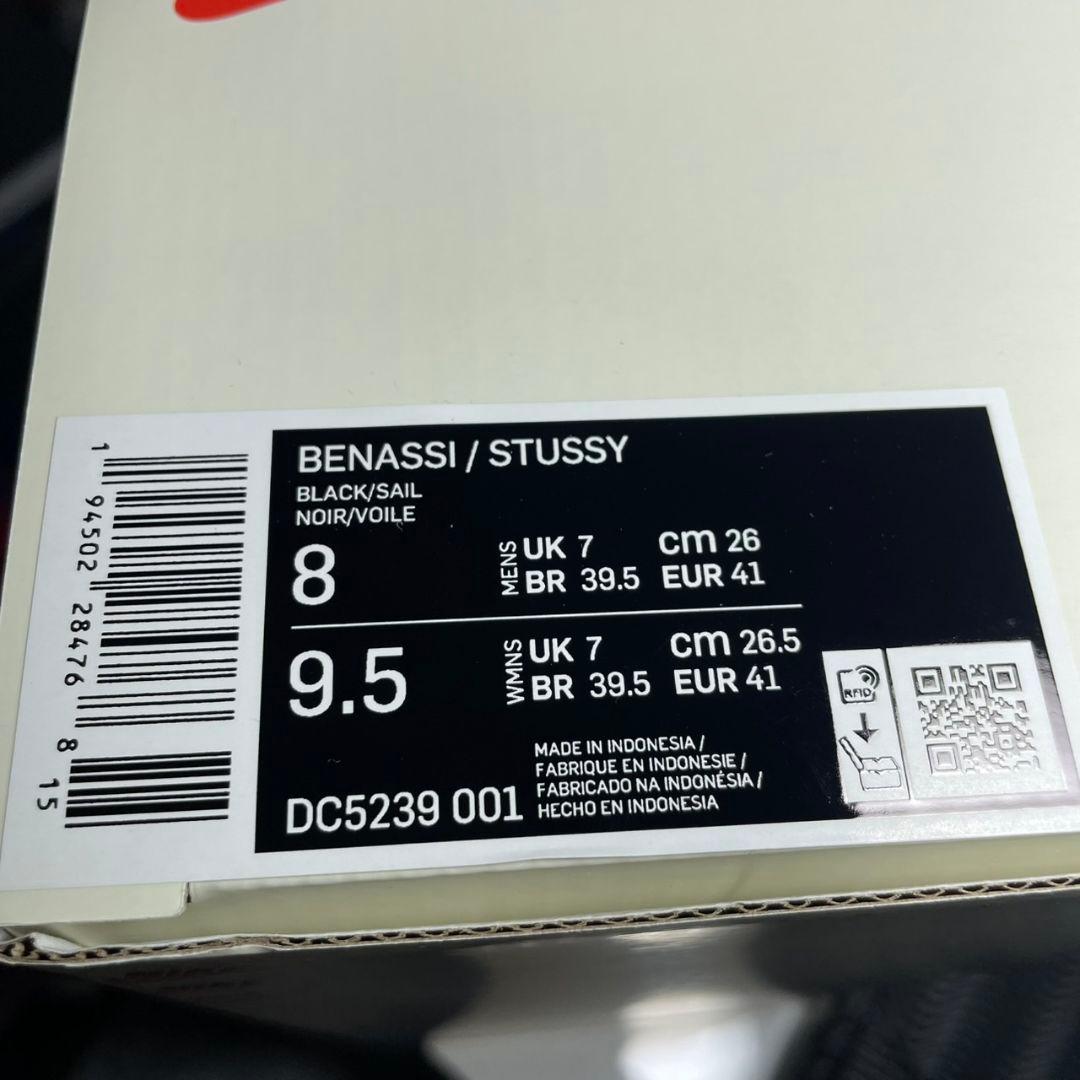 BENASSI / STUSSY
BLACK/SAIL
NOIR/VOILE
8
MENS
UK 7 cm 26
BR 39.5 EUR 41
9.5
WMNS
UK 7 cm 26.5
BR 39.5 EUR 41
MADE IN INDONESIA /
FABRIQUE EN INDONESIE /
FABRICADO NA INDONÉSIA /
HECHO EN INDONESIA
DC5239 001
RFID
1 94502 28476 8
15